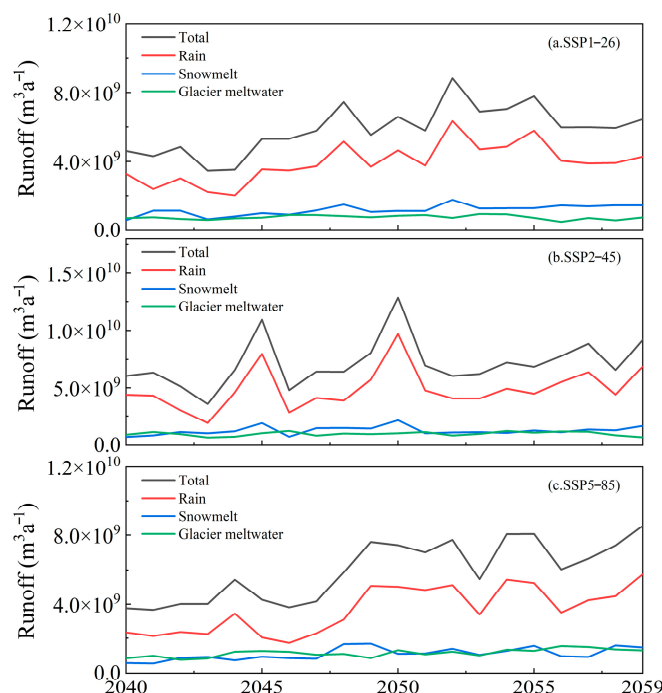 1.2×10¹⁰
8.0×10⁹
4.0×10⁹
0.0
Runoff (m³a⁻¹)
Total
Rain
Snowmelt
Glacier meltwater
(a.SSP1−26)
1.5×10¹⁰
1.0×10¹⁰
5.0×10⁹
0.0
Runoff (m³a⁻¹)
Total
Rain
Snowmelt
Glacier meltwater
(b.SSP2−45)
1.2×10¹⁰
8.0×10⁹
4.0×10⁹
0.0
Runoff (m³a⁻¹)
Total
Rain
Snowmelt
Glacier meltwater
(c.SSP5−85)
2040 2045 2050 2055 2059